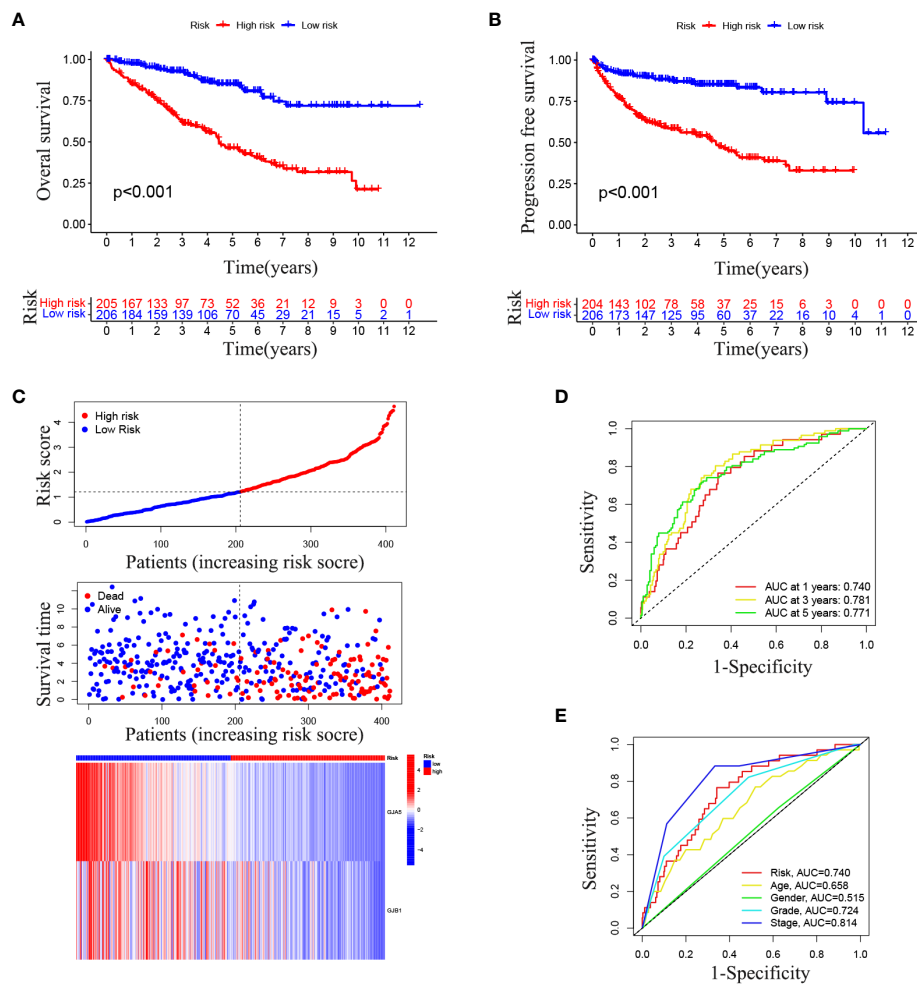 A
Risk High risk Low risk
1.00
0.75
0.50
0.25
0.00
Overal survival
p<0.001
0 1 2 3 4 5 6 7 8 9 10 11 12
Time(years)
Risk
High risk 205 167 133 97 73 52 36 21 12 9 3 0 0
Low risk 206 184 159 139 106 70 45 29 21 15 5 2 1
0 1 2 3 4 5 6 7 8 9 10 11 12
Time(years)
B
Risk High risk Low risk
1.00
0.75
0.50
0.25
0.00
Progression free survival
p<0.001
0 1 2 3 4 5 6 7 8 9 10 11 12
Time(years)
Risk
High risk 204 143 102 78 58 37 25 15 6 3 0 0 0
Low risk 206 173 147 125 95 60 37 22 16 10 4 1 0
0 1 2 3 4 5 6 7 8 9 10 11 12
Time(years)
C
High risk
Low Risk
Risk score
4
3
2
1
0
0 100 200 300 400
Patients (increasing risk socre)
Dead
Alive
Survival time
10
8
6
4
2
0
0 100 200 300 400
Patients (increasing risk socre)
Risk
Risk
low
high
4
2
0
-2
-4
GJA5
GJB1
D
Sensitivity
1.0
0.8
0.6
0.4
0.2
0.0
AUC at 1 years: 0.740
AUC at 3 years: 0.781
AUC at 5 years: 0.771
0.0 0.2 0.4 0.6 0.8 1.0
1-Specificity
E
Sensitivity
1.0
0.8
0.6
0.4
0.2
0.0
Risk, AUC=0.740
Age, AUC=0.658
Gender, AUC=0.515
Grade, AUC=0.724
Stage, AUC=0.814
0.0 0.2 0.4 0.6 0.8 1.0
1-Specificity